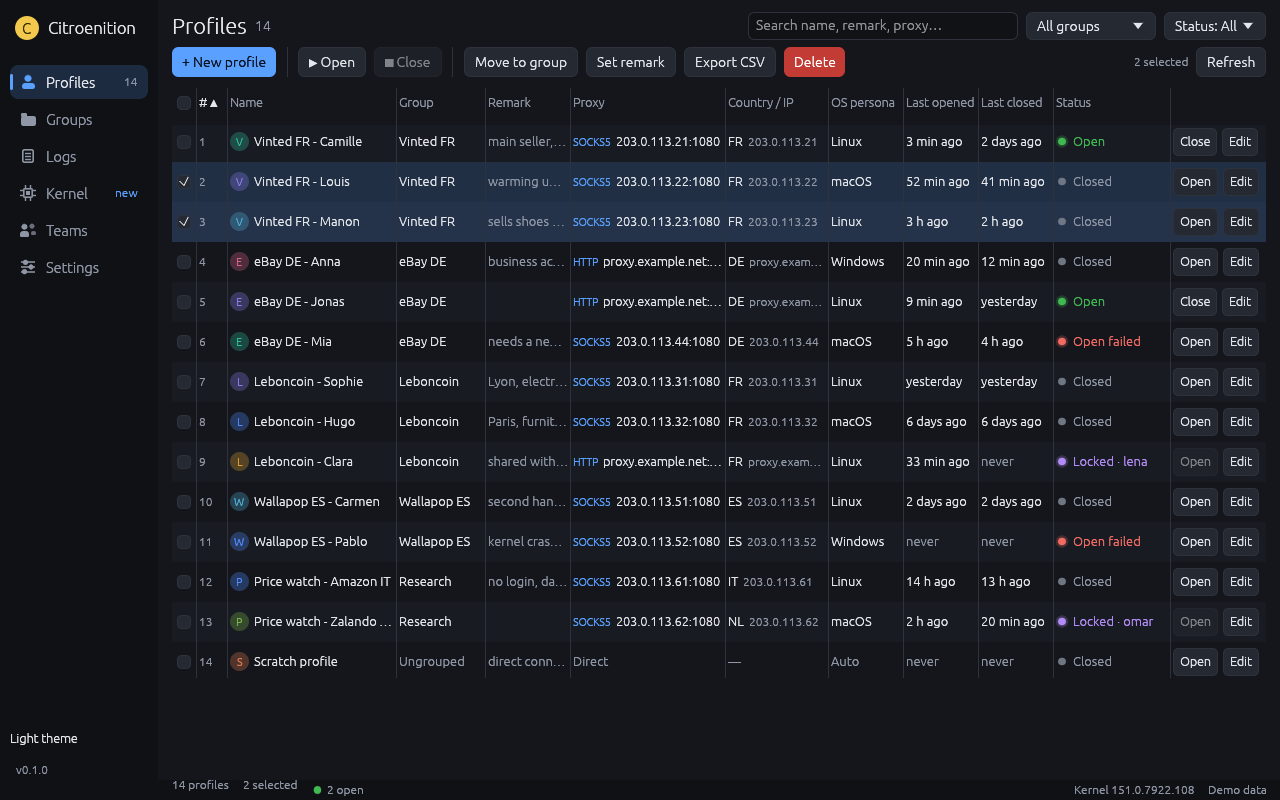 C Citroenition
Profiles 14
Search name, remark, proxy...
All groups ▼
Status: All ▼
+ New profile
▶ Open
■ Close
Move to group
Set remark
Export CSV
Delete
2 selected
Refresh
Profiles 14
Groups
Logs
Kernel new
Teams
Settings
Light theme
v0.1.0
#▲ Name Group Remark Proxy Country / IP OS persona Last opened Last closed Status
1 V Vinted FR - Camille Vinted FR main seller,... SOCKS5 203.0.113.21:1080 FR 203.0.113.21 Linux 3 min ago 2 days ago Open Close Edit
2 V Vinted FR - Louis Vinted FR warming u... SOCKS5 203.0.113.22:1080 FR 203.0.113.22 macOS 52 min ago 41 min ago Closed Open Edit
3 V Vinted FR - Manon Vinted FR sells shoes ... SOCKS5 203.0.113.23:1080 FR 203.0.113.23 Linux 3 h ago 2 h ago Closed Open Edit
4 E eBay DE - Anna eBay DE business ac... HTTP proxy.example.net:... DE proxy.exam... Windows 20 min ago 12 min ago Closed Open Edit
5 E eBay DE - Jonas eBay DE HTTP proxy.example.net:... DE proxy.exam... Linux 9 min ago yesterday Open Close Edit
6 E eBay DE - Mia eBay DE needs a ne... SOCKS5 203.0.113.44:1080 DE 203.0.113.44 macOS 5 h ago 4 h ago Open failed Open Edit
7 L Leboncoin - Sophie Leboncoin Lyon, electr... SOCKS5 203.0.113.31:1080 FR 203.0.113.31 Linux yesterday yesterday Closed Open Edit
8 L Leboncoin - Hugo Leboncoin Paris, furnit... SOCKS5 203.0.113.32:1080 FR 203.0.113.32 macOS 6 days ago 6 days ago Closed Open Edit
9 L Leboncoin - Clara Leboncoin shared with... HTTP proxy.example.net:... FR proxy.exam... Linux 33 min ago never Locked · lena Open Edit
10 W Wallapop ES - Carmen Wallapop ES second han... SOCKS5 203.0.113.51:1080 ES 203.0.113.51 Linux 2 days ago 2 days ago Closed Open Edit
11 W Wallapop ES - Pablo Wallapop ES kernel cras... SOCKS5 203.0.113.52:1080 ES 203.0.113.52 Windows never never Open failed Open Edit
12 P Price watch - Amazon IT Research no login, da... SOCKS5 203.0.113.61:1080 IT 203.0.113.61 Linux 14 h ago 13 h ago Closed Open Edit
13 P Price watch - Zalando ... Research SOCKS5 203.0.113.62:1080 NL 203.0.113.62 macOS 2 h ago 20 min ago Locked · omar Open Edit
14 S Scratch profile Ungrouped direct conn... Direct — Auto never never Closed Open Edit
14 profiles 2 selected 2 open Kernel 151.0.7922.108 Demo data